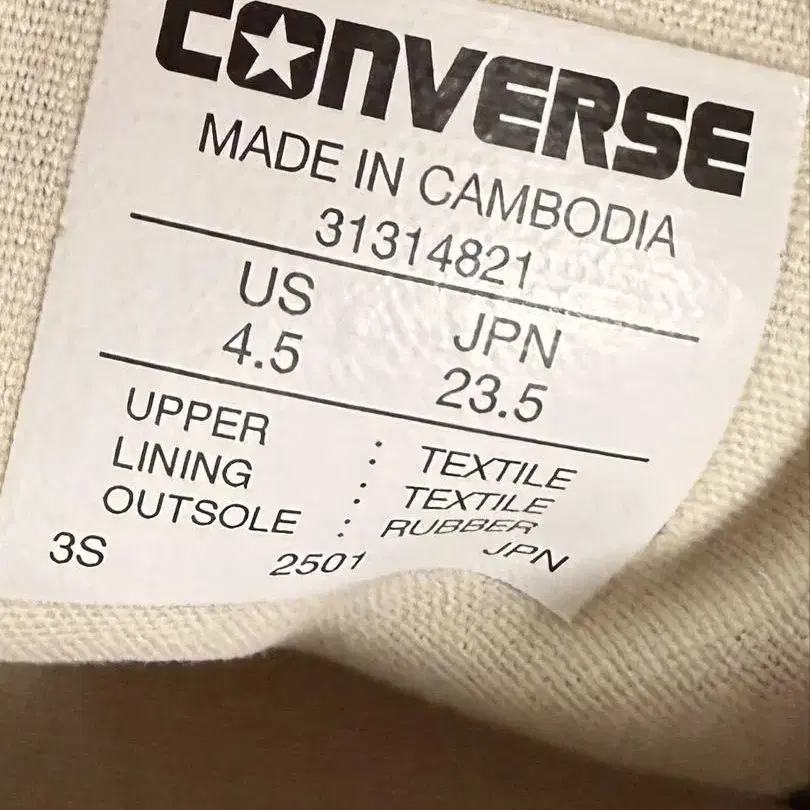 CONVERSE
MADE IN CAMBODIA
31314821
US JPN
4.5 23.5
UPPER : TEXTILE
LINING : TEXTILE
OUTSOLE : RUBBER
3S 2501 JPN